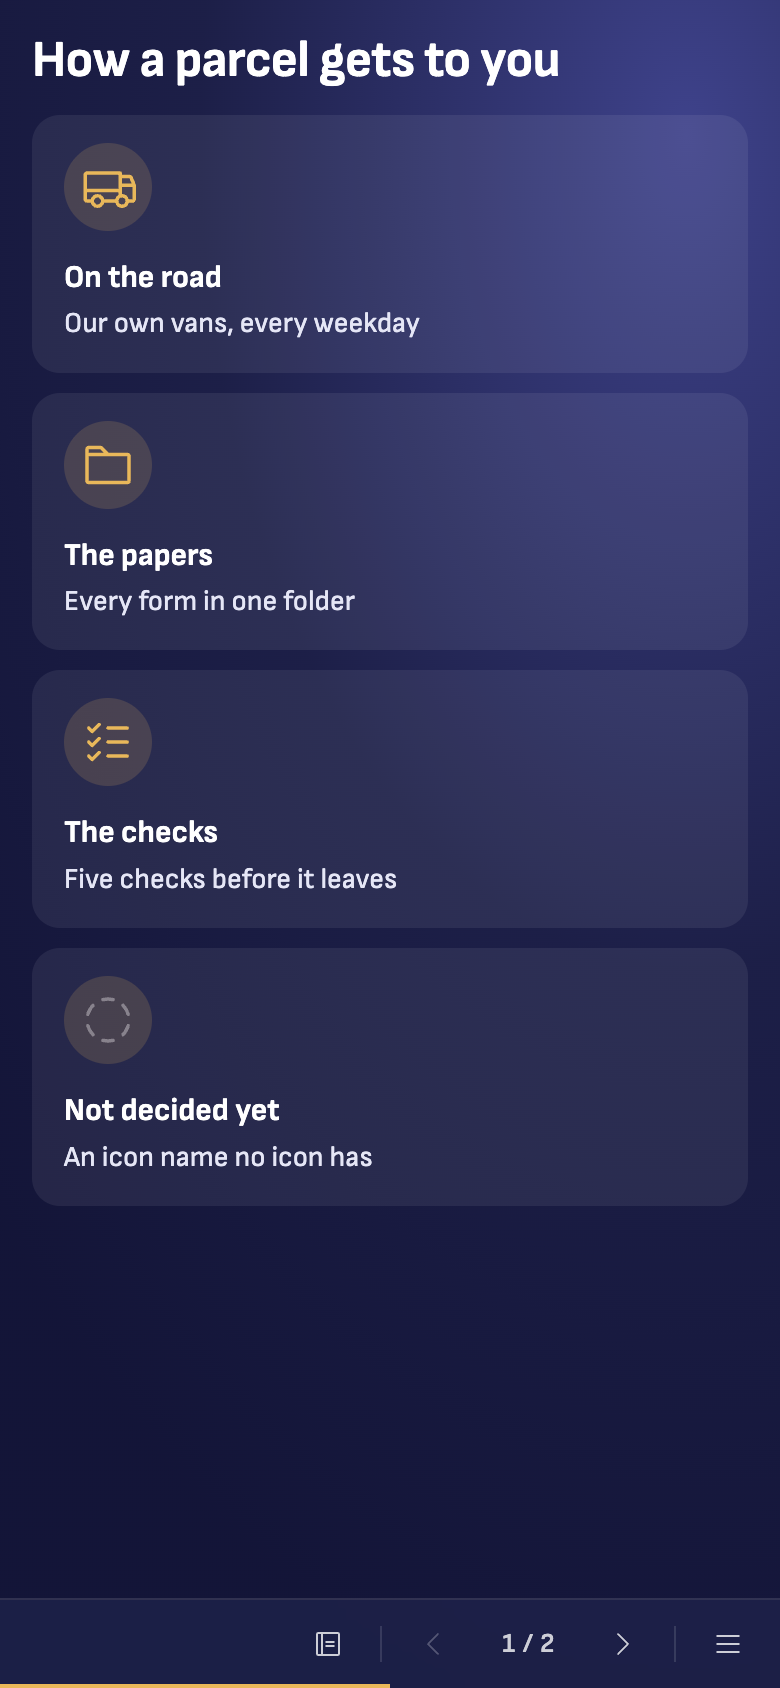 How a parcel gets to you
On the road
Our own vans, every weekday
The papers
Every form in one folder
The checks
Five checks before it leaves
Not decided yet
An icon name no icon has
1 / 2